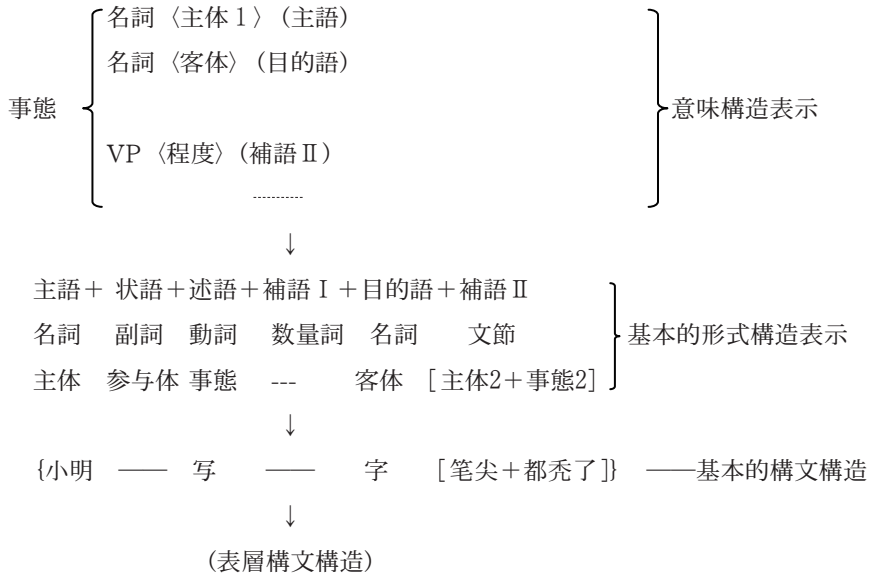 名詞〈主体１〉(主語)
名詞〈客体〉(目的語)
事態 意味構造表示
VP〈程度〉(補語Ⅱ)
┈┈┈
↓
主語＋ 状語＋述語＋補語Ⅰ＋目的語＋補語Ⅱ
名詞 副詞 動詞 数量詞 名詞 文節 基本的形式構造表示
主体 参与体 事態 --- 客体 [主体2＋事態2]
↓
{小明 —— 写 —— 字 [笔尖＋都秃了]} ——基本的構文構造
↓
(表層構文構造)